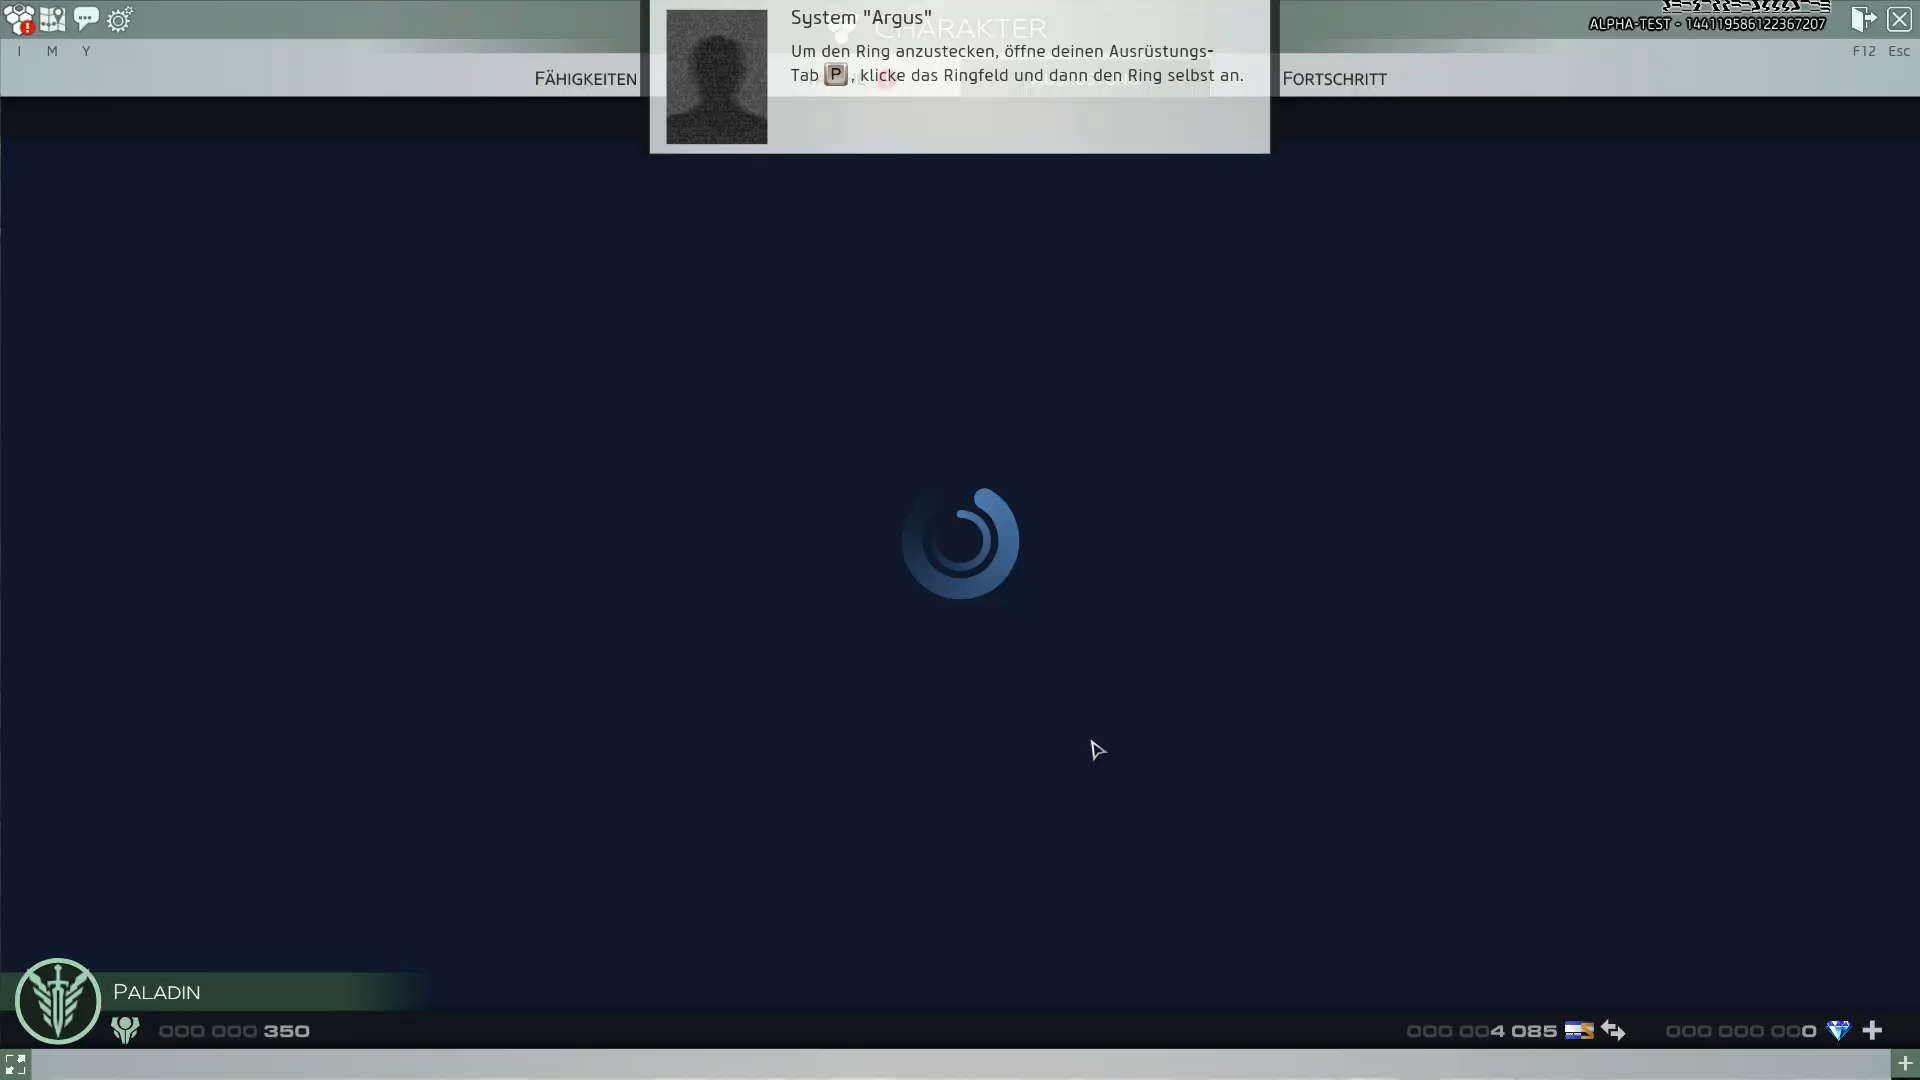 System "Argus"
CHARAKTER
ALPHA-TEST - 144119586122367207
Um den Ring anzustecken, öffne deinen Ausrüstungs-
Tab P, klicke das Ringfeld und dann den Ring selbst an.
I M Y
F12 Esc
FÄHIGKEITEN
FORTSCHRITT
PALADIN
000 000 350
000 004 085
000 000 000